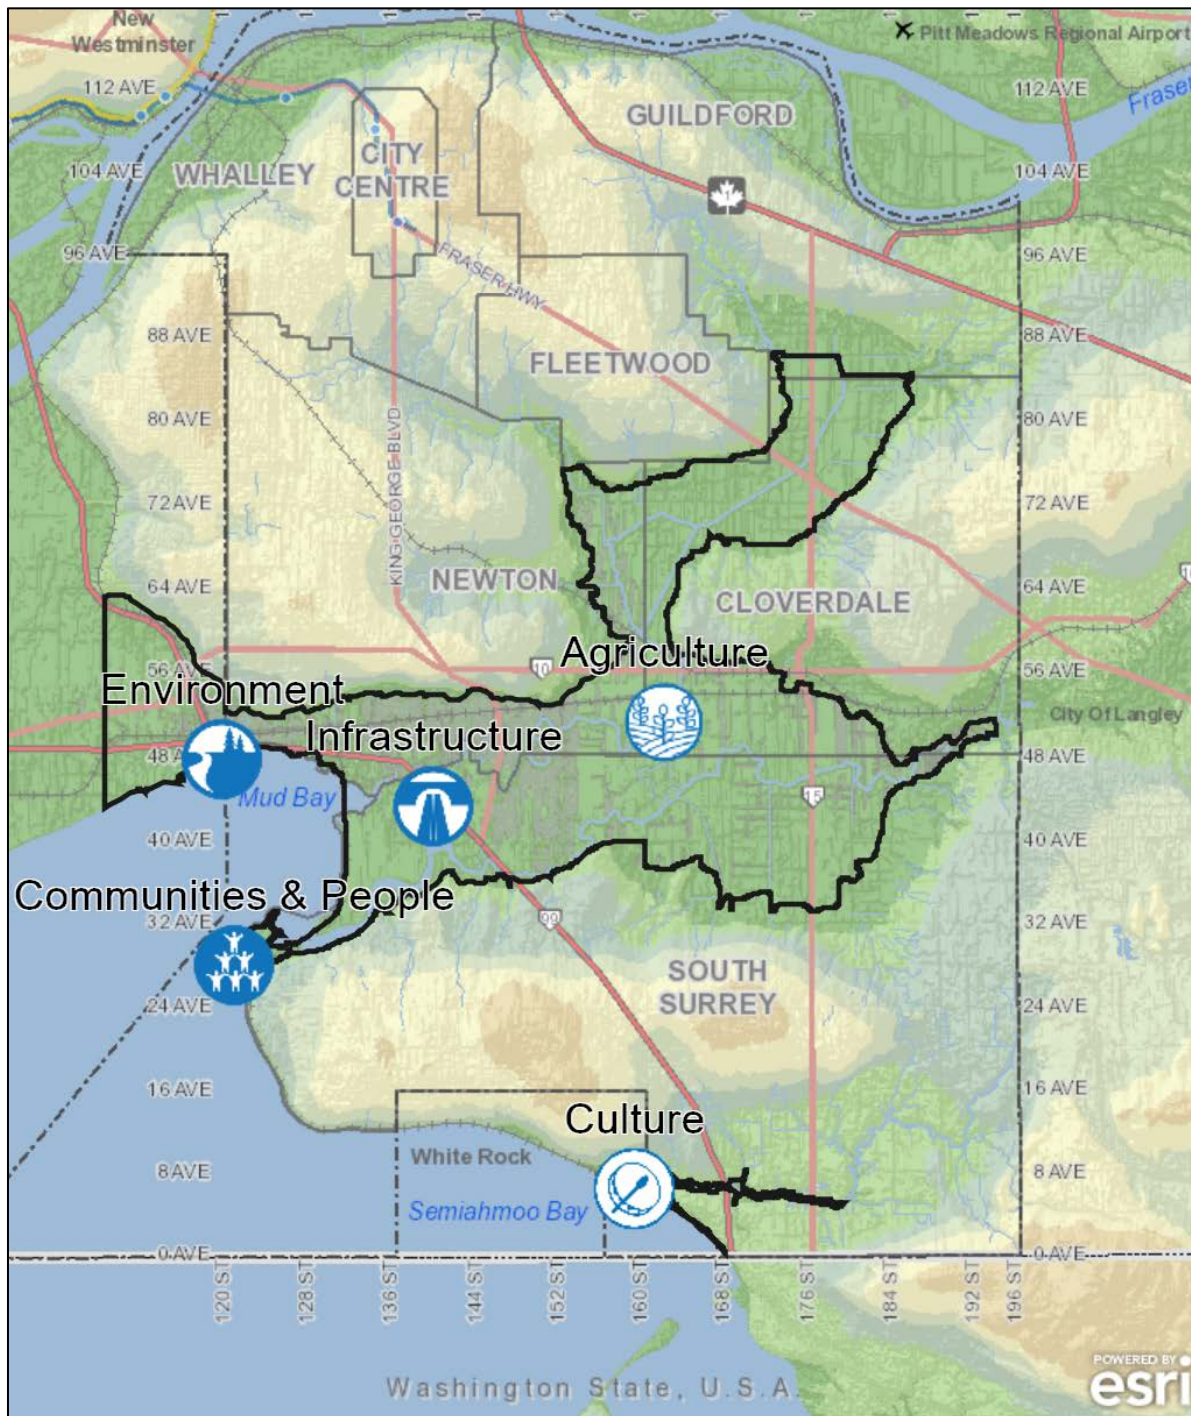 New
Westminster
Pitt Meadows Regional Airport
112 AVE
112 AVE
Fraser
GUILDFORD
WHALLEY
CITY
CENTRE
104 AVE
104 AVE
1
96 AVE
96 AVE
FRASER HWY
88 AVE
88 AVE
FLEETWOOD
80 AVE
80 AVE
KING GEORGE BLVD
72 AVE
72 AVE
NEWTON
64 AVE
64 AVE
CLOVERDALE
10
Agriculture
56 AVE
56 AVE
10
Environment
Infrastructure
City Of Langley
48 A
48 AVE
Mud Bay
15
40 AVE
40 AVE
Communities & People
32 AVE
32 AVE
99
SOUTH
SURREY
24 AVE
24 AVE
16 AVE
16 AVE
Culture
White Rock
8 AVE
8 AVE
Semiahmoo Bay
0 AVE
0 AVE
120 ST
128 ST
136 ST
144 ST
152 ST
160 ST
168 ST
176 ST
184 ST
192 ST
196 ST
Washington State, U.S.A.
POWERED BY
esri